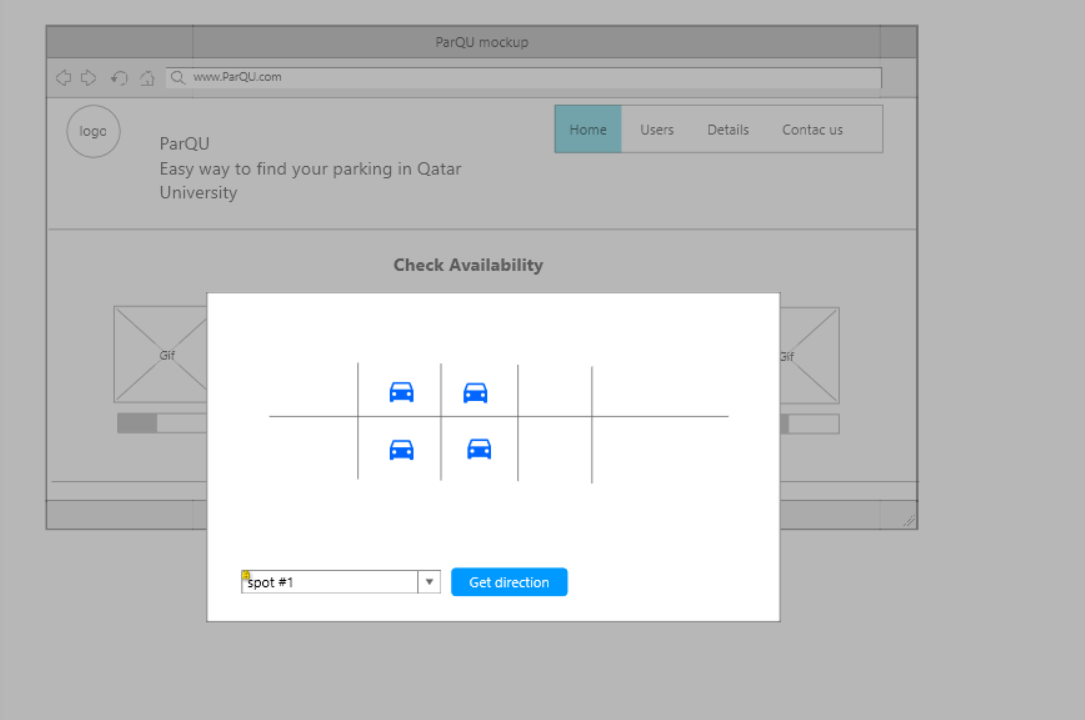 ParQU mockup
www.ParQU.com
logo
ParQU
Easy way to find your parking in Qatar
University
Home Users Details Contac us
Check Availability
Gif
Gif
spot #1
Get direction